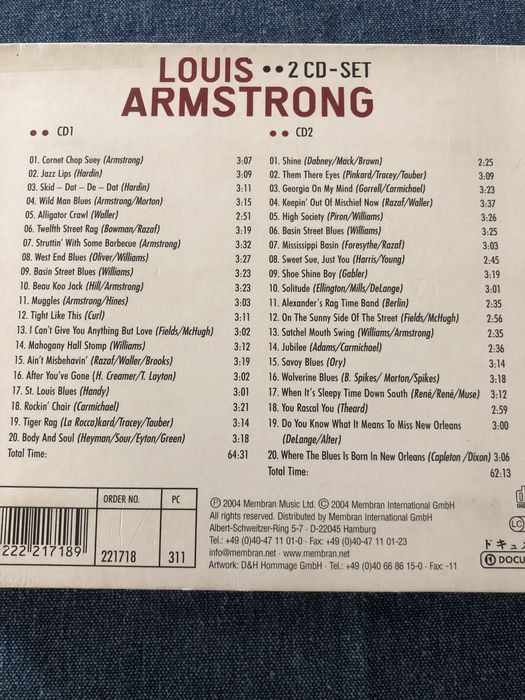 LOUIS •• 2 CD-SET
ARMSTRONG
•• CD1
01. Cornet Chop Suey (Armstrong) 3:07
02. Jazz Lips (Hardin) 3:09
03. Skid – Dat – De – Dat (Hardin) 3:11
04. Wild Man Blues (Armstrong/Morton) 3:15
05. Alligator Crawl (Waller) 3:05
06. Twelfth Street Rag (Bowman/Razaf) 3:19
07. Struttin' With Some Barbecue (Armstrong) 3:32
08. West End Blues (Oliver/Williams) 3:23
09. Basin Street Blues (Williams) 3:23
10. Beau Koo Jack (Hill/Armstrong) 3:03
11. Muggles (Armstrong/Hines) 3:03
12. Tight Like This (Curl) 3:11
13. I Can't Give You Anything But Love (Fields/McHugh) 3:02
14. Mahogany Hall Stomp (Williams) 3:12
15. Ain't Misbehavin' (Razaf/Waller/Brooks) 3:19
16. After You've Gone (H. Creamer/T. Layton) 3:02
17. St. Louis Blues (Handy) 3:01
18. Rockin' Chair (Carmichael) 3:21
19. Tiger Rag (La Rocca)kard/Tracey/Tauber) 3:14
20. Body And Soul (Heyman/Sour/Eyton/Green) 3:18
Total Time: 64:31
•• CD2
01. Shine (Dabney/Mack/Brown) 2:25
02. Them There Eyes (Pinkard/Tracey/Tauber) 3:09
03. Georgia On My Mind (Gorrell/Carmichael) 3:23
04. Keepin' Out Of Mischief Now (Razaf/Waller) 3:37
05. High Society (Piron/Williams) 3:26
06. Basin Street Blues (Williams) 3:25
07. Mississippi Basin (Foresythe/Razaf) 3:03
08. Sweet Sue, Just You (Harris/Young) 2:45
09. Shoe Shine Boy (Gabler) 3:19
10. Solitude (Ellington/Mills/DeLange) 3:01
11. Alexander's Rag Time Band (Berlin) 2:35
12. On The Sunny Side Of The Street (Fields/McHugh) 2:56
13. Satchel Mouth Swing (Williams/Armstrong) 2:35
14. Jubilee (Adams/Carmichael) 2:36
15. Savoy Blues (Ory) 3:14
16. Wolverine Blues (B. Spikes/ Morton/Spikes) 3:18
17. When It's Sleepy Time Down South (René/René/Muse) 3:12
18. You Rascal You (Theard) 2:59
19. Do You Know What It Means To Miss New Orleans 3:00
(DeLange/Alter)
20. Where The Blues Is Born In New Orleans (Capleton /Dixon) 3:06
Total Time: 62:13
222217189
ORDER NO. PC
221718 311
℗ 2004 Membran Music Ltd. © 2004 Membran International GmbH
All rights reserved. Distributed by Membran International GmbH
Albert-Schweitzer-Ring 5-7 · D-22045 Hamburg
Tel.: +49 (0)40-47 11 01-0 · Fax: +49 (0)40-47 11 01-23
info@membran.net - www.membran.net
Artwork: D&H Hommage GmbH - Tel.: +49 (0)40 66 86 15-0 - Fax: -11
LC
ドキュメ
DOCU